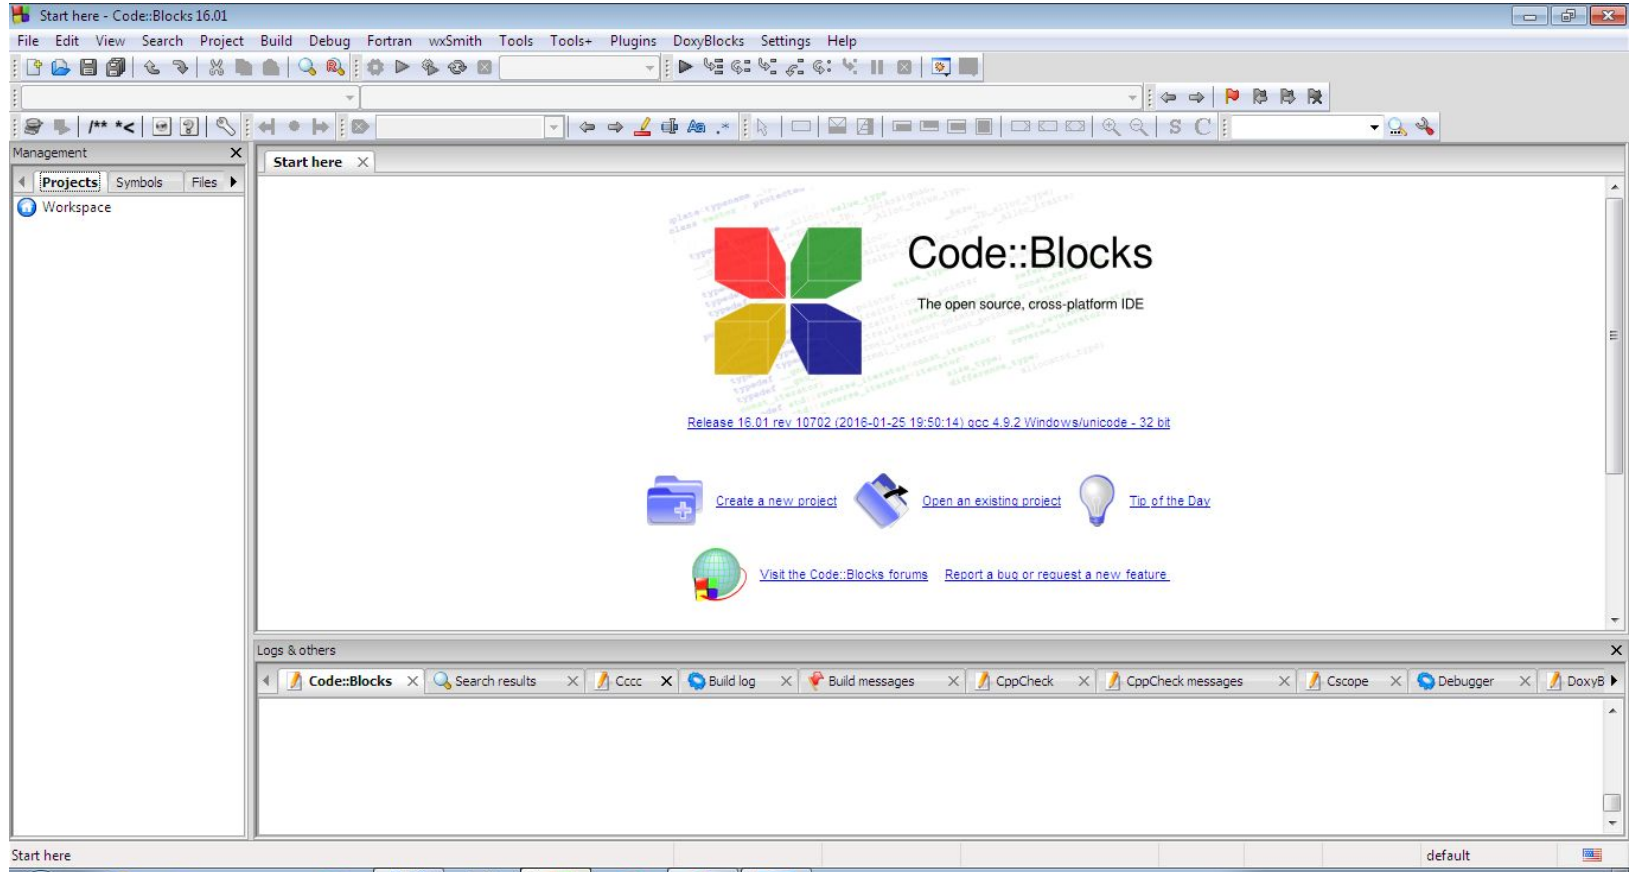 Start here - Code::Blocks 16.01
File Edit View Search Project Build Debug Fortran wxSmith Tools Tools+ Plugins DoxyBlocks Settings Help
/** *<
Aa .*
S C
Management
Projects Symbols Files
Workspace
Start here
Code::Blocks
The open source, cross-platform IDE
Release 16.01 rev 10702 (2016-01-25 19:50:14) gcc 4.9.2 Windows/unicode - 32 bit
Create a new project Open an existing project Tip of the Day
Visit the Code::Blocks forums Report a bug or request a new feature
Logs & others
Code::Blocks Search results Cccc Build log Build messages CppCheck CppCheck messages Cscope Debugger DoxyB
Start here default